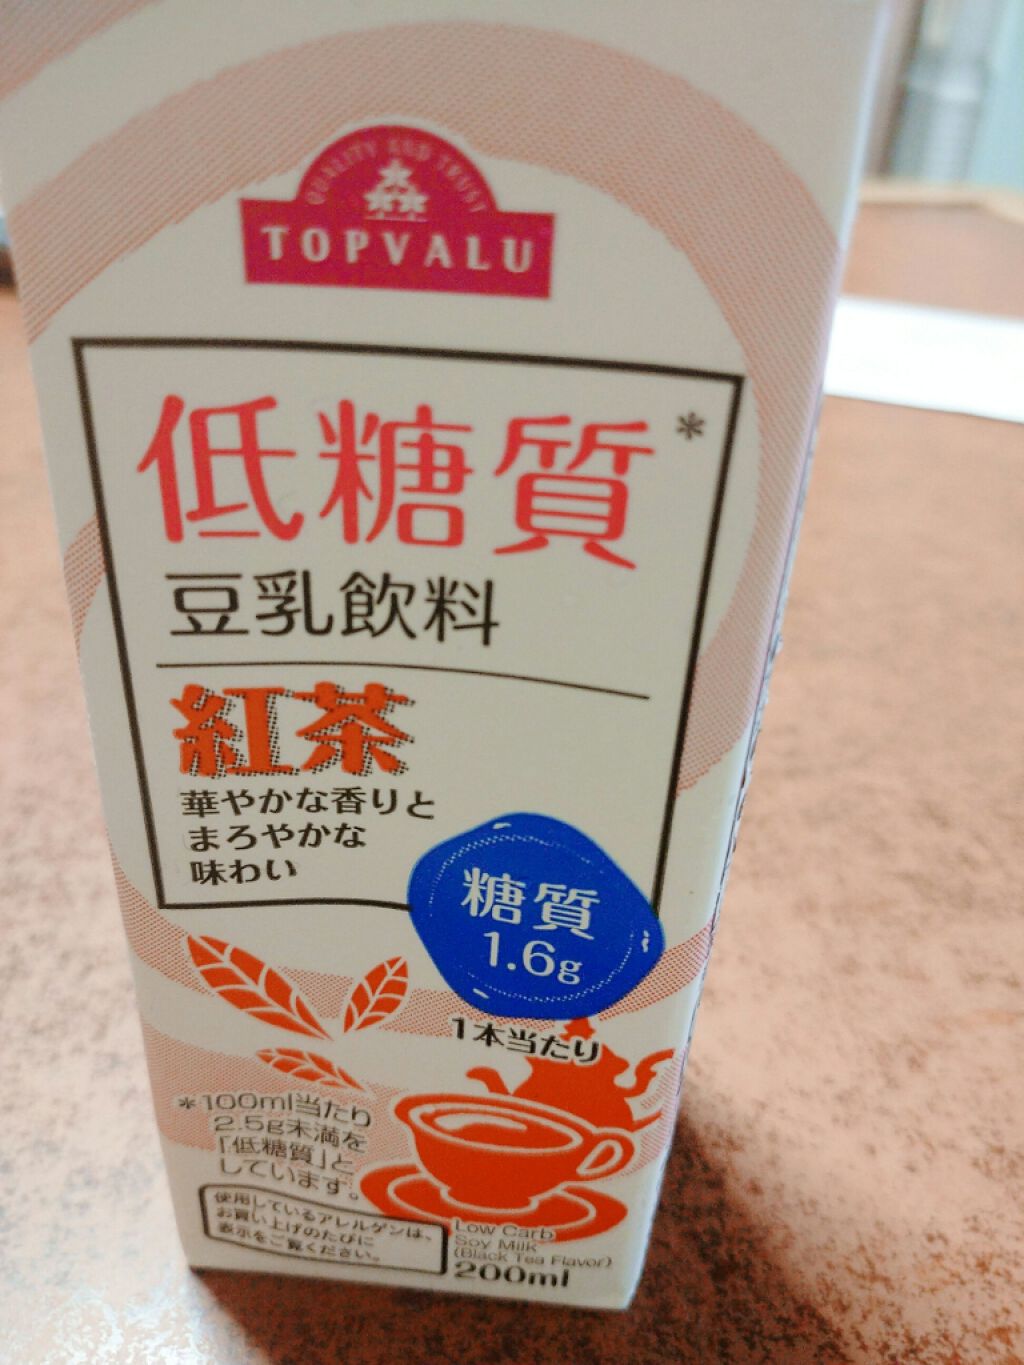 QUALITY AND TRUST
TOPVALU
低糖質*
豆乳飲料
紅茶
華やかな香りと
まろやかな
味わい
糖質
1.6g
1本当たり
*100ml当たり
2.5g未満を
「低糖質」と
しています。
使用しているアレルゲンは、
お買い上げのたびに
表示をご覧ください。
Low Carb
Soy Milk
(Black Tea Flavor)
200ml